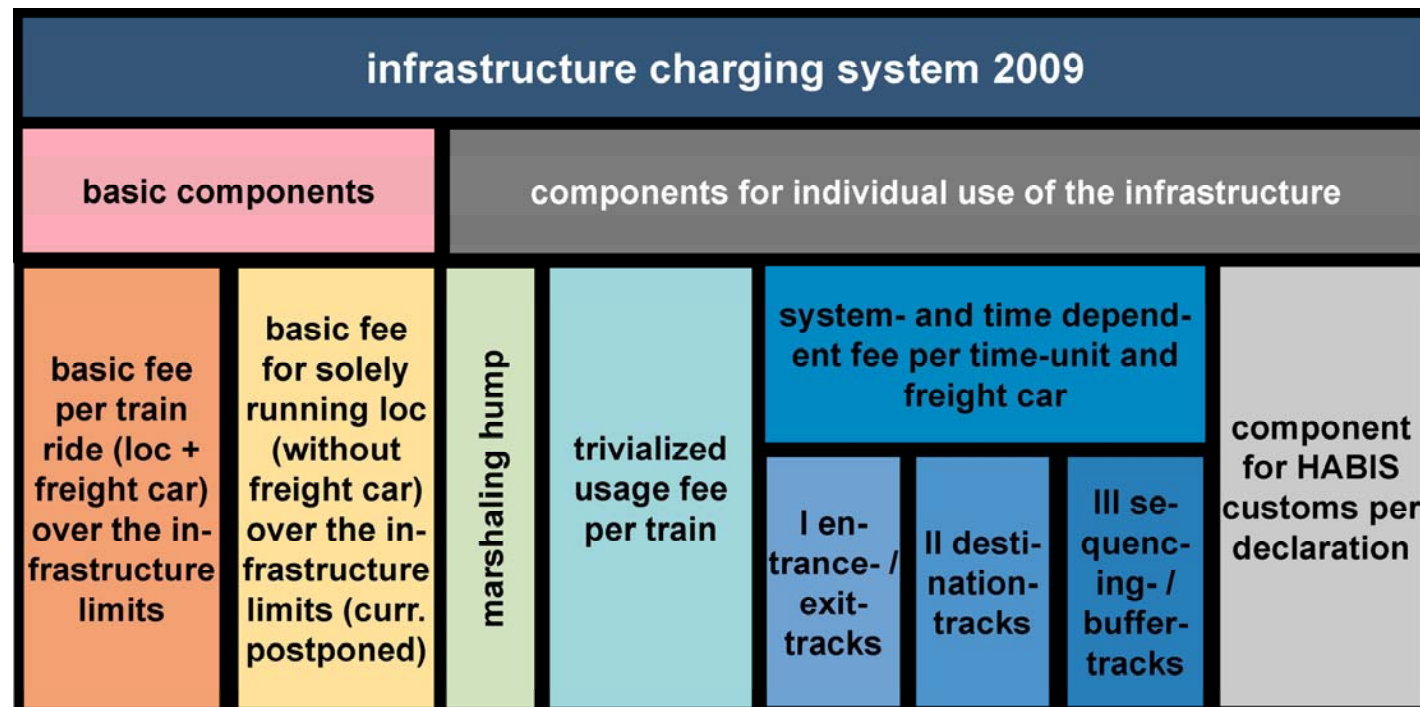 infrastructure charging system 2009
basic components
components for individual use of the infrastructure
basic fee
per train
ride (loc +
freight car)
over the in-
frastructure
limits
basic fee
for solely
running loc
(without
freight car)
over the in-
frastructure
limits (curr.
postponed)
marshaling hump
trivialized
usage fee
per train
system- and time depend-
ent fee per time-unit and
freight car
I en-
trance- /
exit-
tracks
II desti-
nation-
tracks
III se-
quenc-
ing- /
buffer-
tracks
component
for HABIS
customs per
declaration